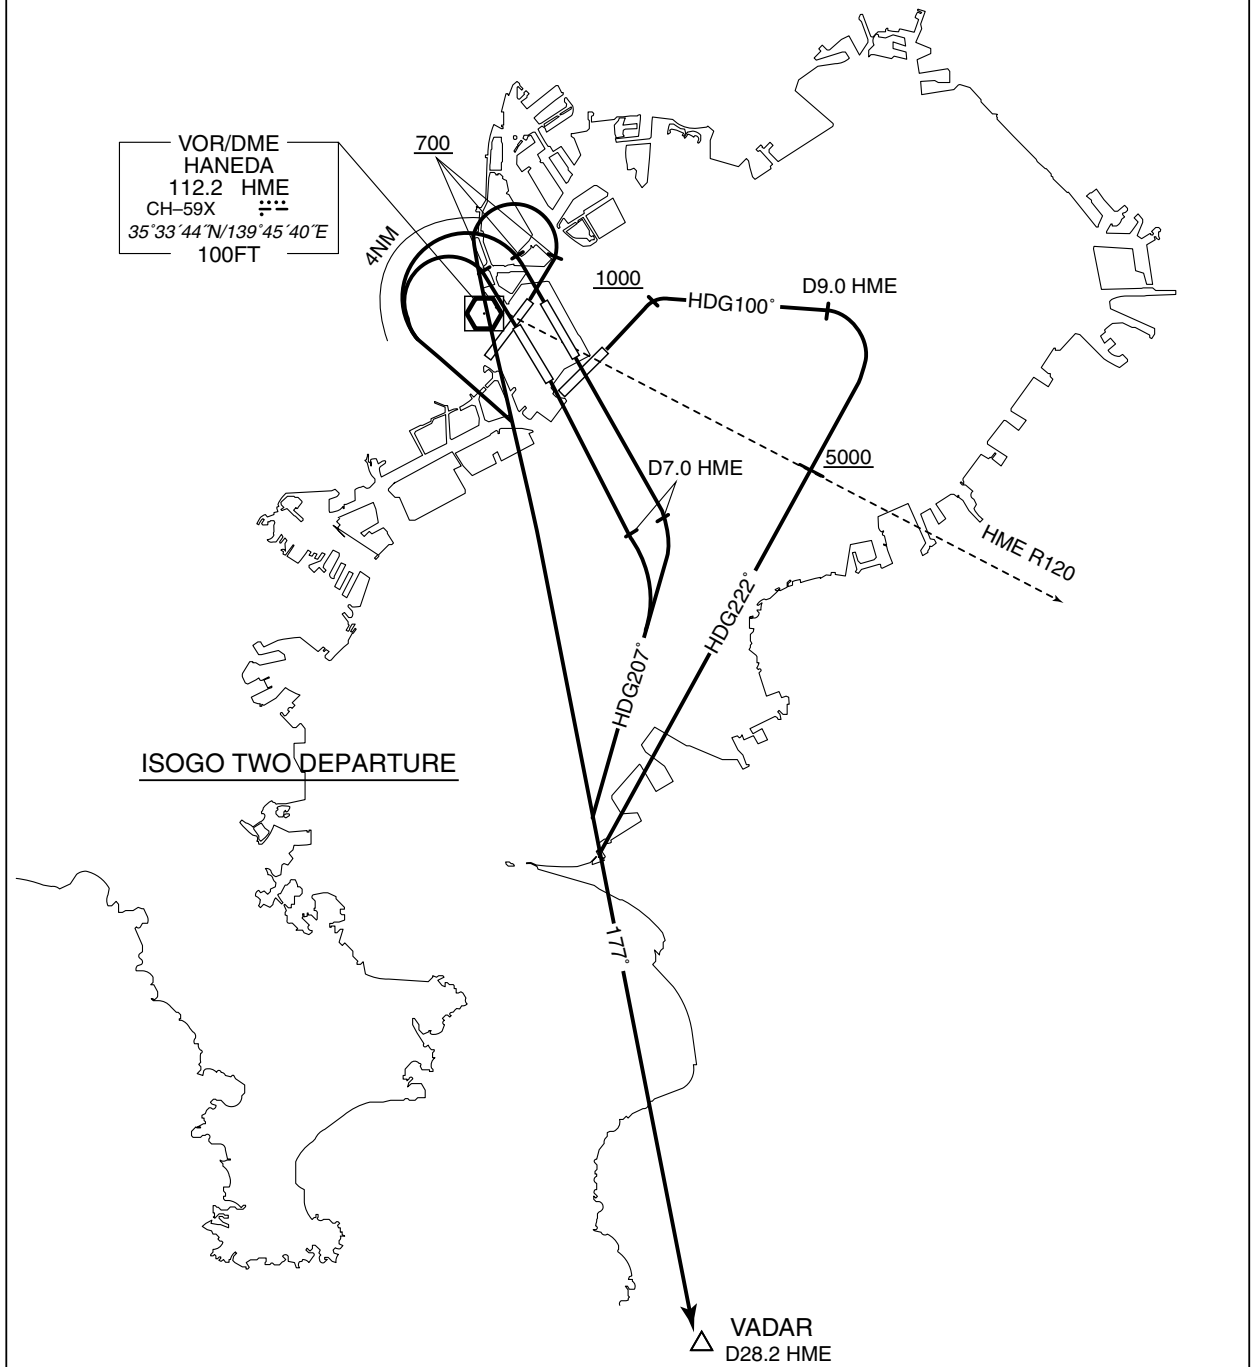 VOR/DME
HANEDA
112.2 HME
CH–59X
35°33´44˝N/139°45´40˝E
100FT
700
4NM
1000
HDG100°
D9.0 HME
D7.0 HME
5000
HME R120
HDG222°
HDG207°
ISOGO TWO DEPARTURE
177°
VADAR
D28.2 HME